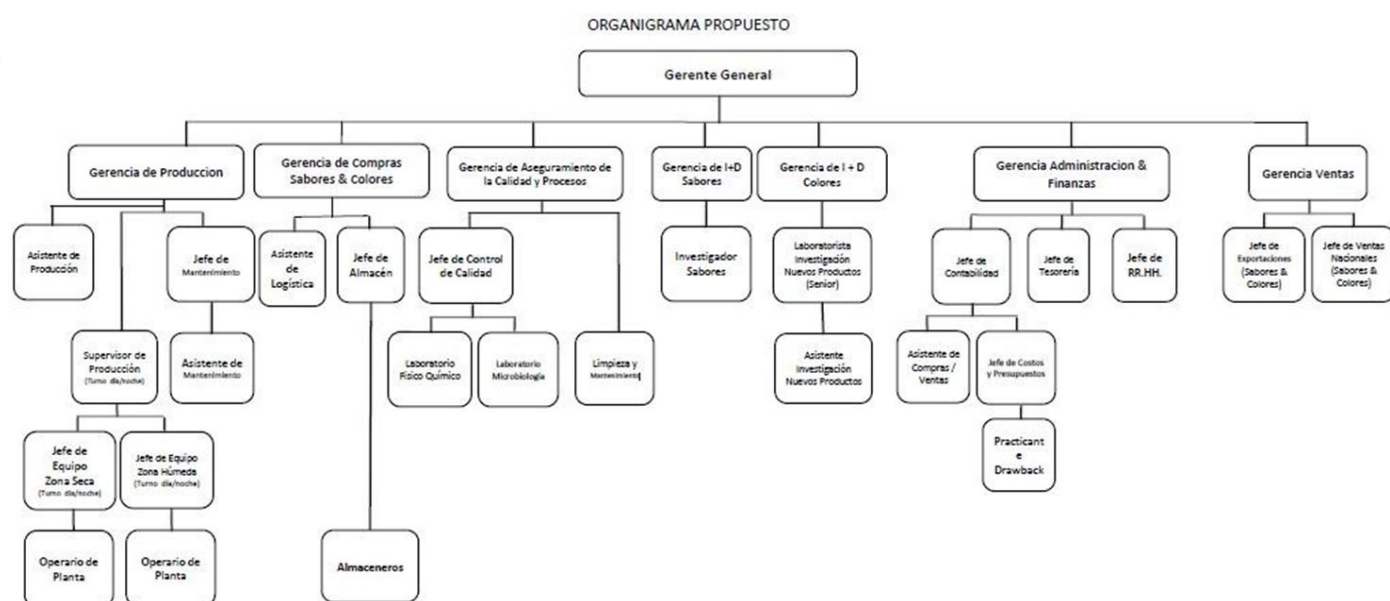 ORGANIGRAMA PROPUESTO
Gerente General
Gerencia de Produccion
Gerencia de Compras
Sabores & Colores
Gerencia de Aseguramiento de
la Calidad y Procesos
Gerencia de I+D
Sabores
Gerencia de I + D
Colores
Gerencia Administracion &
Finanzas
Gerencia Ventas
Asistente de
Producción
Jefe de
Mantenimiento
Asistente
de
Logística
Jefe de
Almacén
Jefe de Control
de Calidad
Investigador
Sabores
Laboratorista
Investigación
Nuevos Productos
(Senior)
Jefe de
Contabilidad
Jefe de
Tesorería
Jefe de
RR.HH.
Jefe de
Exportaciones
(Sabores &
Colores)
Jefe de Ventas
Nacionales
(Sabores &
Colores)
Supervisor de
Producción
(Turno día/noche)
Asistente de
Mantenimiento
Laboratorio
Físico Químico
Laboratorio
Microbiología
Limpieza y
Mantenimiento
Asistente
Investigación
Nuevos Productos
Asistente de
Compras /
Ventas
Jefe de Costos
y Presupuestos
Jefe de
Equipo
Zona Seca
(Turno día/noche)
Jefe de Equipo
Zona Húmeda
(Turno día/noche)
Practicant
e
Drawback
Operario de
Planta
Operario de
Planta
Almaceneros